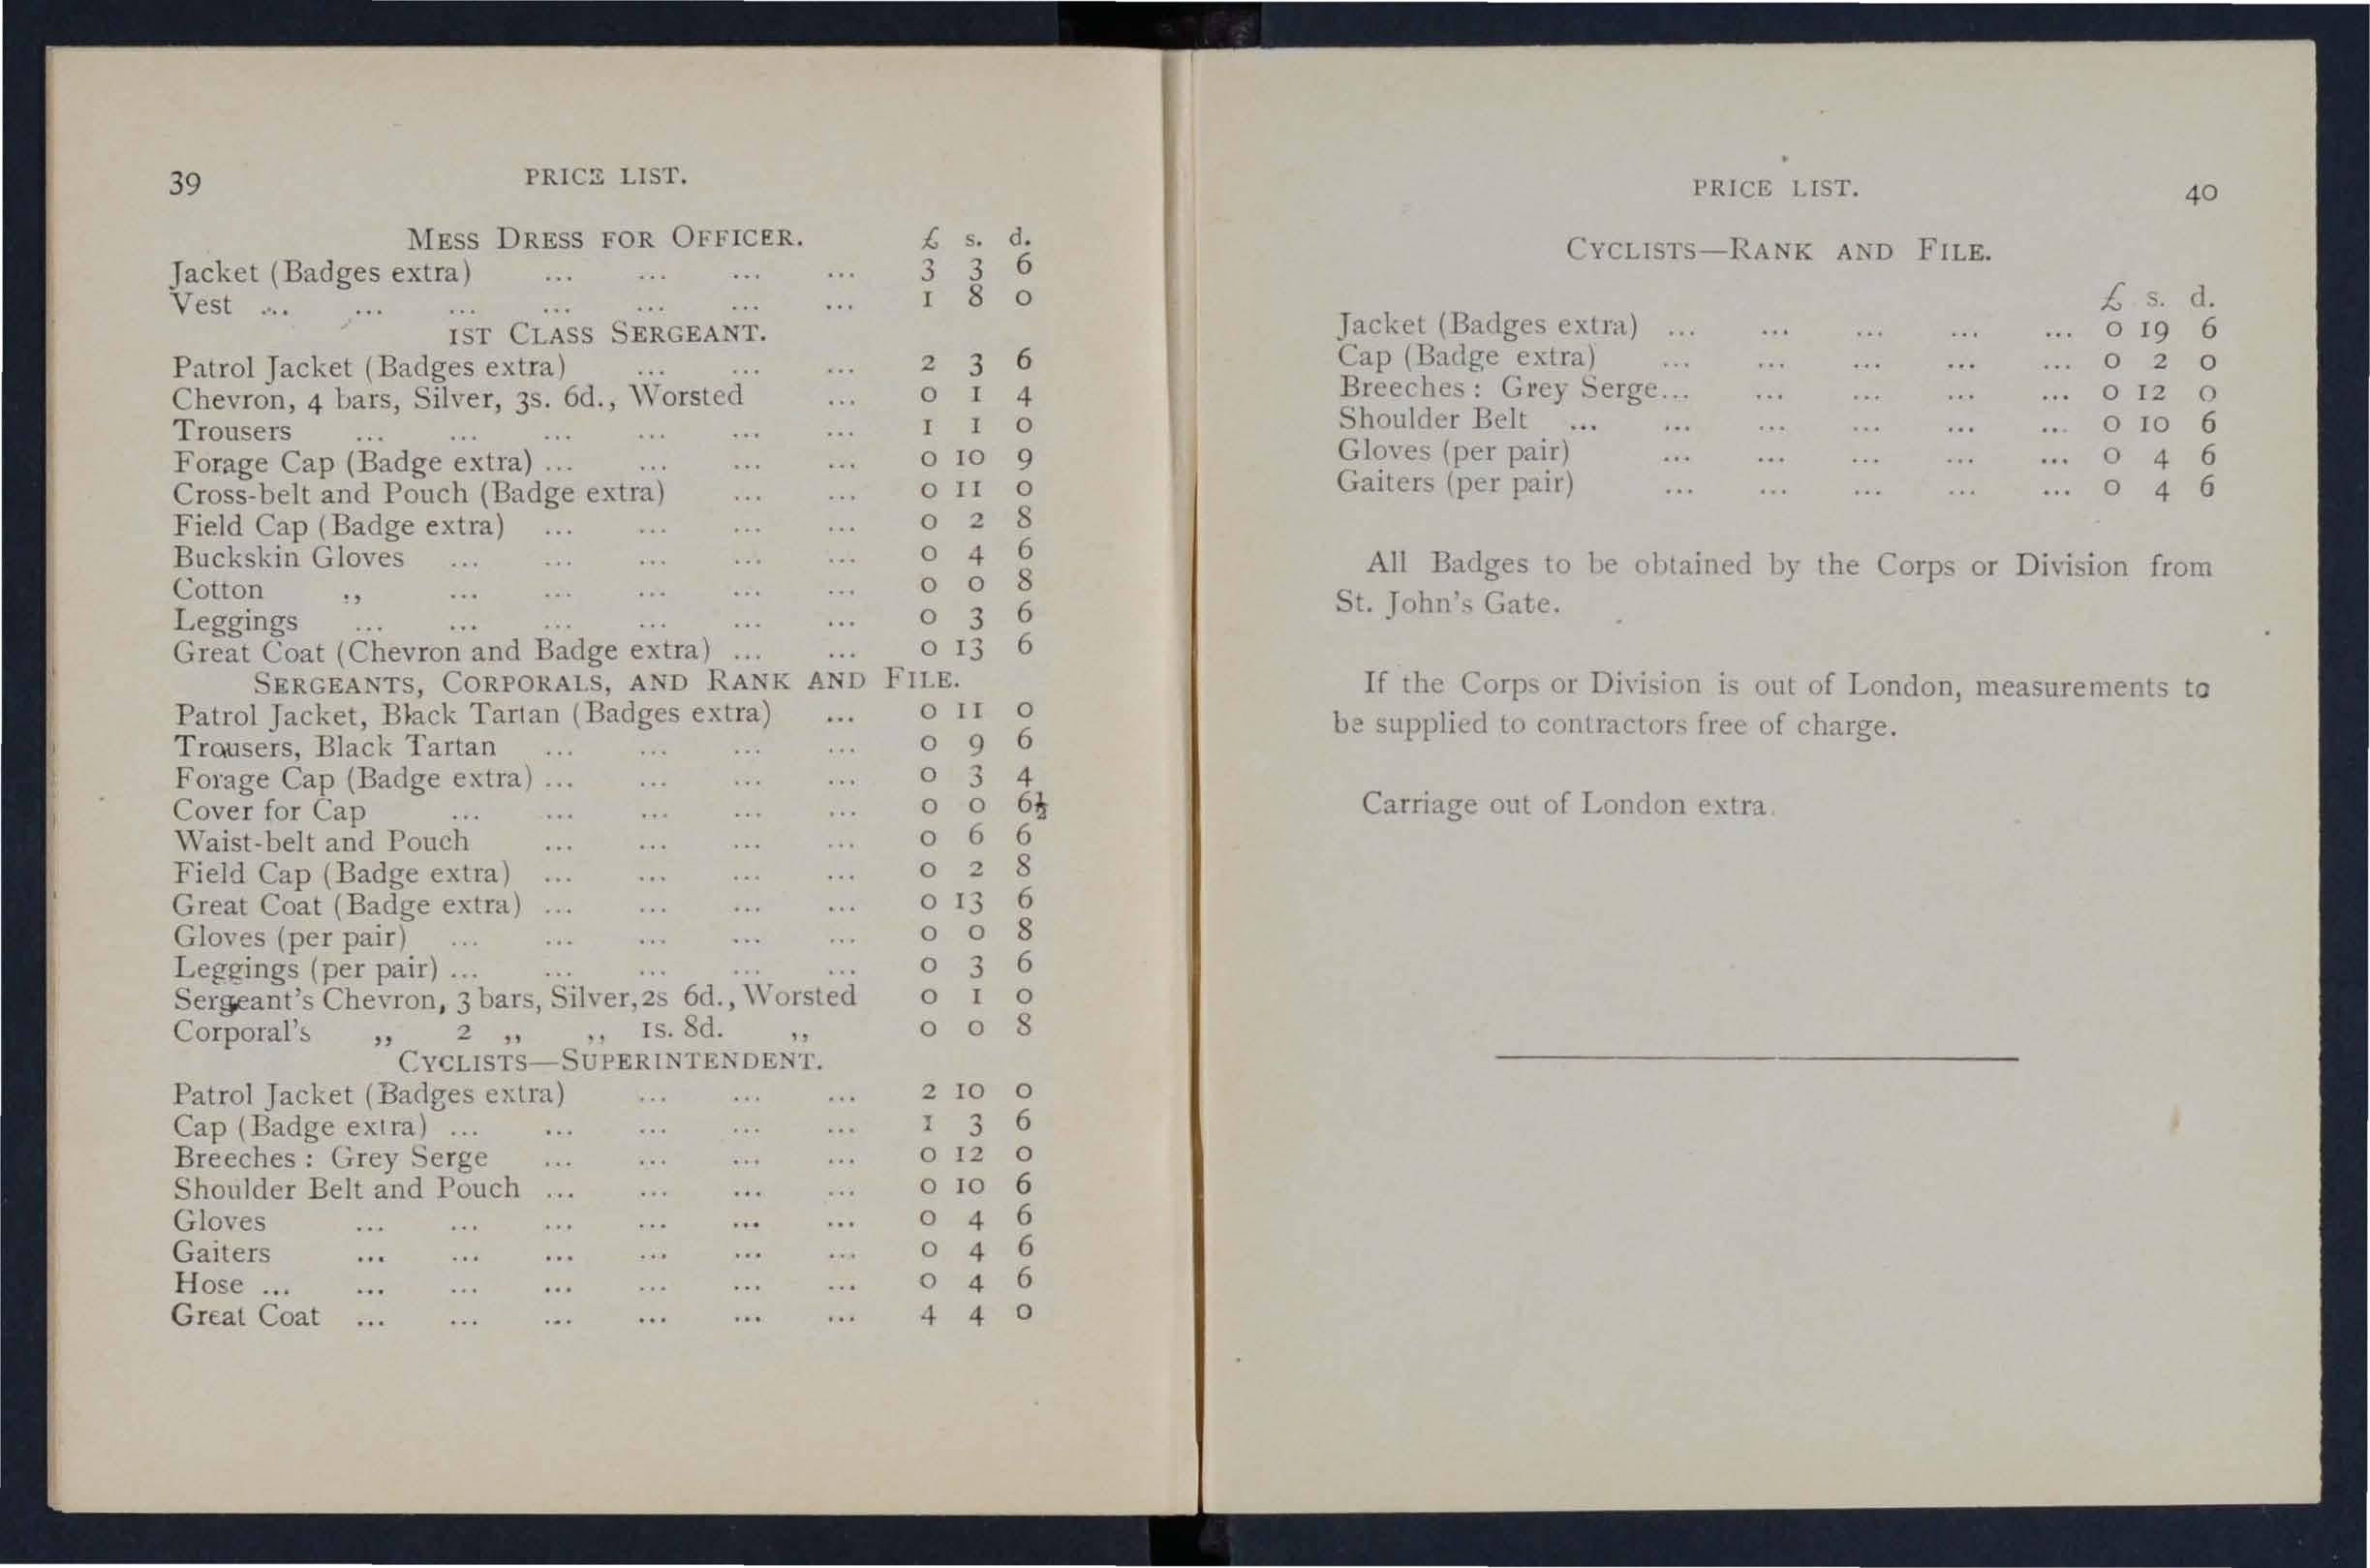 39 PRICE LIST.
MESS DRESS FOR OFFICER. £ s. d.
Jacket (Badges extra) ... ... ... ... 3 3 6
Vest ... ... ... ... ... ... ... 1 8 0
1ST CLASS SERGEANT.
Patrol Jacket (Badges extra) ... ... ... 2 3 6
Chevron, 4 bars, Silver, 3s. 6d., Worsted ... 0 1 4
Trousers ... ... ... ... ... ... 1 1 0
Forage Cap (Badge extra) ... ... ... ... 0 10 9
Cross-belt and Pouch (Badge extra) ... ... 0 11 0
Field Cap (Badge extra) ... ... ... ... 0 2 8
Buckskin Gloves ... ... ... ... ... 0 4 6
Cotton ,, ... ... ... ... ... 0 0 8
Leggings ... ... ... ... ... ... 0 3 6
Great Coat (Chevron and Badge extra) ... ... 0 13 6
SERGEANTS, CORPORALS, AND RANK AND FILE.
Patrol Jacket, Black Tartan (Badges extra) ... 0 11 0
Trousers, Black Tartan ... ... ... ... 0 9 6
Forage Cap (Badge extra) ... ... ... ... 0 3 4
Cover for Cap ... ... ... ... ... 0 0 6½
Waist-belt and Pouch ... ... ... ... 0 6 6
Field Cap (Badge extra) ... ... ... ... 0 2 8
Great Coat (Badge extra) ... ... ... ... 0 13 6
Gloves (per pair) ... ... ... ... ... 0 0 8
Leggings (per pair) ... ... ... ... ... 0 3 6
Sergeant's Chevron, 3 bars, Silver, 2s 6d., Worsted 0 1 0
Corporal's ,, 2 ,, ,, 1s. 8d. ,, 0 0 8
CYCLISTS—SUPERINTENDENT.
Patrol Jacket (Badges extra) ... ... ... 2 10 0
Cap (Badge extra) ... ... ... ... ... 1 3 6
Breeches : Grey Serge ... ... ... ... 0 12 0
Shoulder Belt and Pouch ... ... ... ... 0 10 6
Gloves ... ... ... ... ... ... 0 4 6
Gaiters ... ... ... ... ... ... 0 4 6
Hose ... ... ... ... ... ... ... 0 4 6
Great Coat ... ... ... ... ... ... 4 4 0
PRICE LIST. 40
CYCLISTS—RANK AND FILE.
£ s. d.
Jacket (Badges extra) ... ... ... ... ... 0 19 6
Cap (Badge extra) ... ... ... ... ... 0 2 0
Breeches : Grey Serge... ... ... ... ... 0 12 0
Shoulder Belt ... ... ... ... ... ... 0 10 6
Gloves (per pair) ... ... ... ... ... 0 4 6
Gaiters (per pair) ... ... ... ... ... 0 4 6
All Badges to be obtained by the Corps or Division from
St. John's Gate.
If the Corps or Division is out of London, measurements to
be supplied to contractors free of charge.
Carriage out of London extra.